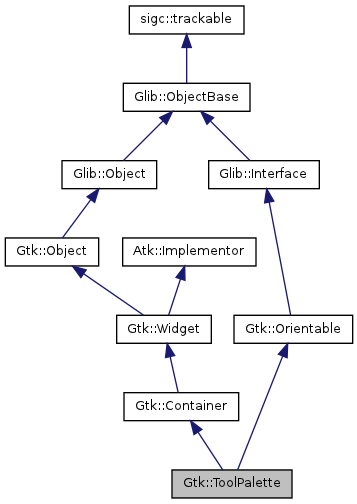 sigc::trackable
Glib::ObjectBase
Glib::Object
Glib::Interface
Gtk::Object
Atk::Implementor
Gtk::Widget
Gtk::Orientable
Gtk::Container
Gtk::ToolPalette